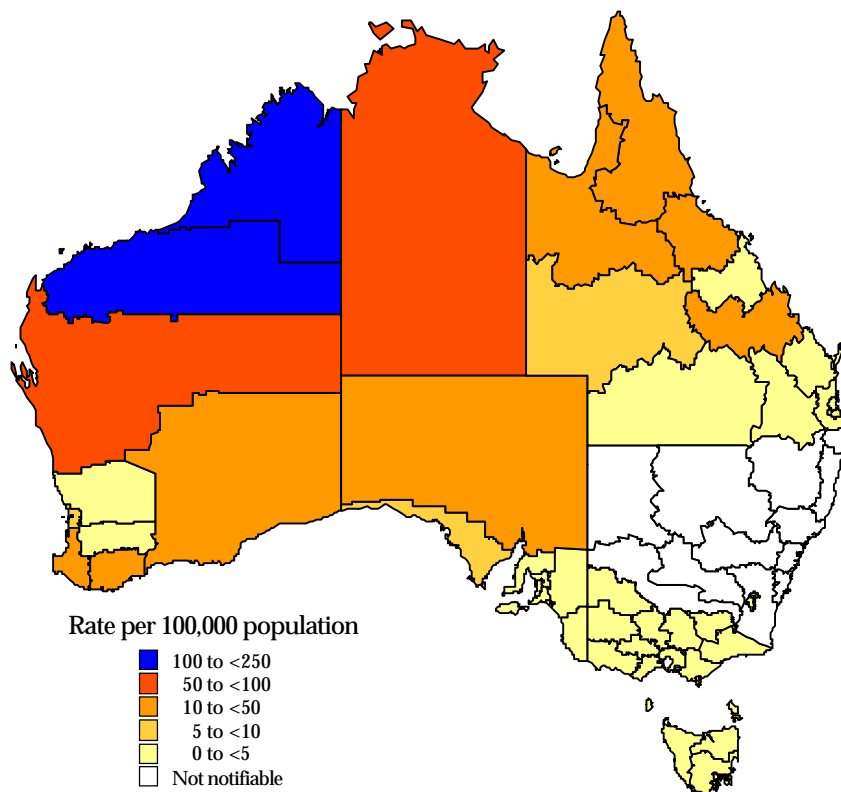 Rate per 100,000 population
100 to <250
50 to <100
10 to <50
5 to <10
0 to <5
Not notifiable